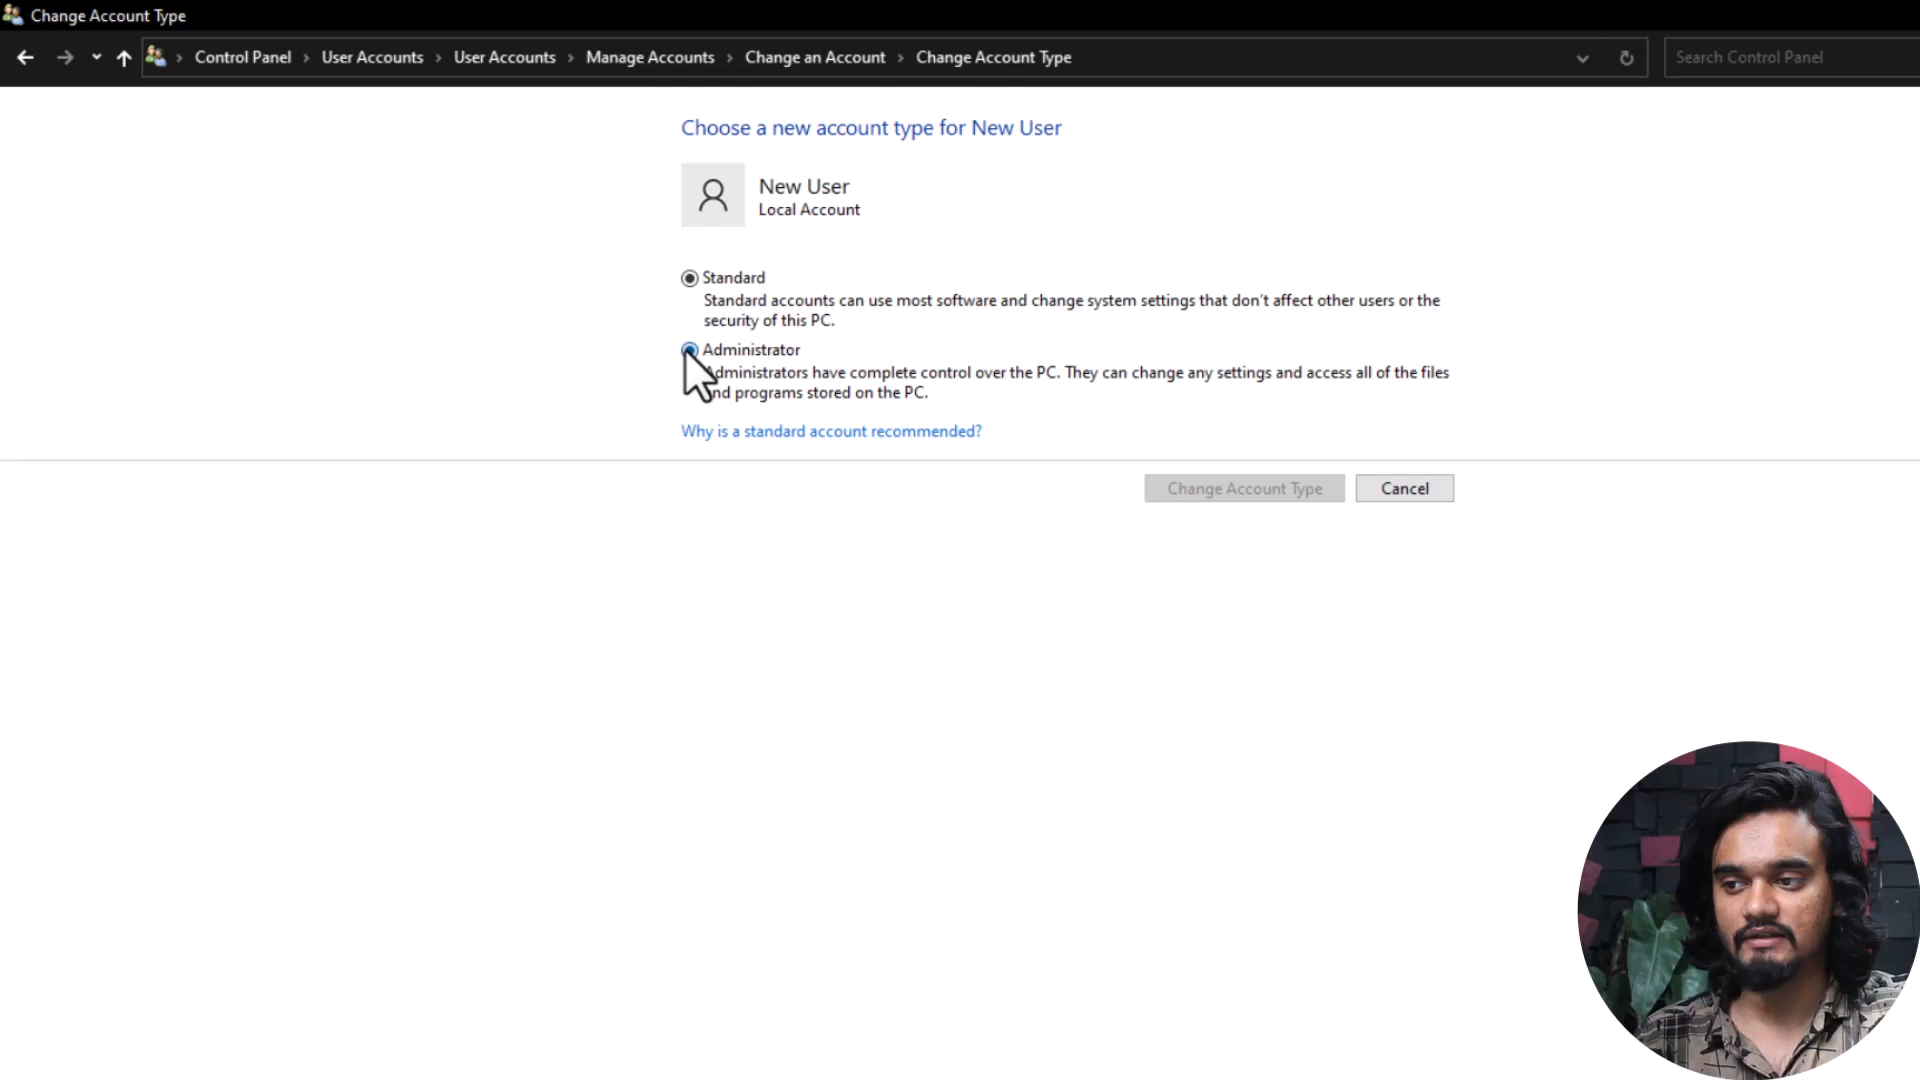 Change Account Type
Control Panel > User Accounts > User Accounts > Manage Accounts > Change an Account > Change Account Type
Search Control Panel
Choose a new account type for New User
New User
Local Account
Standard
Standard accounts can use most software and change system settings that don't affect other users or the
security of this PC.
Administrator
dministrators have complete control over the PC. They can change any settings and access all of the files
nd programs stored on the PC.
Why is a standard account recommended?
Change Account Type
Cancel